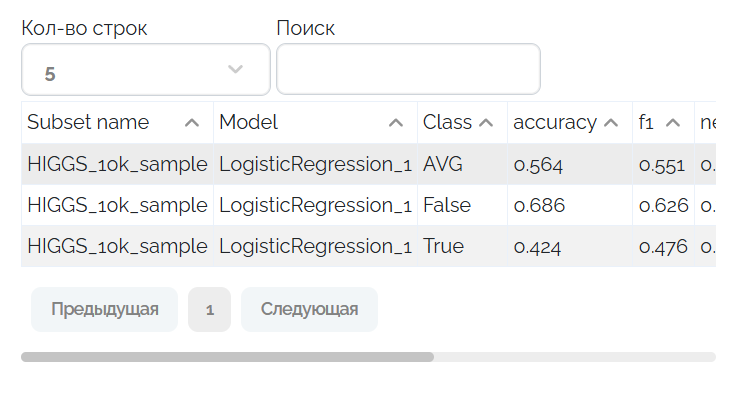 Кол-во строк Поиск
5
Subset name Model Class accuracy f1
HIGGS_10k_sample LogisticRegression_1 AVG 0.564 0.551 0.
HIGGS_10k_sample LogisticRegression_1 False 0.686 0.626 0.
HIGGS_10k_sample LogisticRegression_1 True 0.424 0.476 0.
Предыдущая 1 Следующая